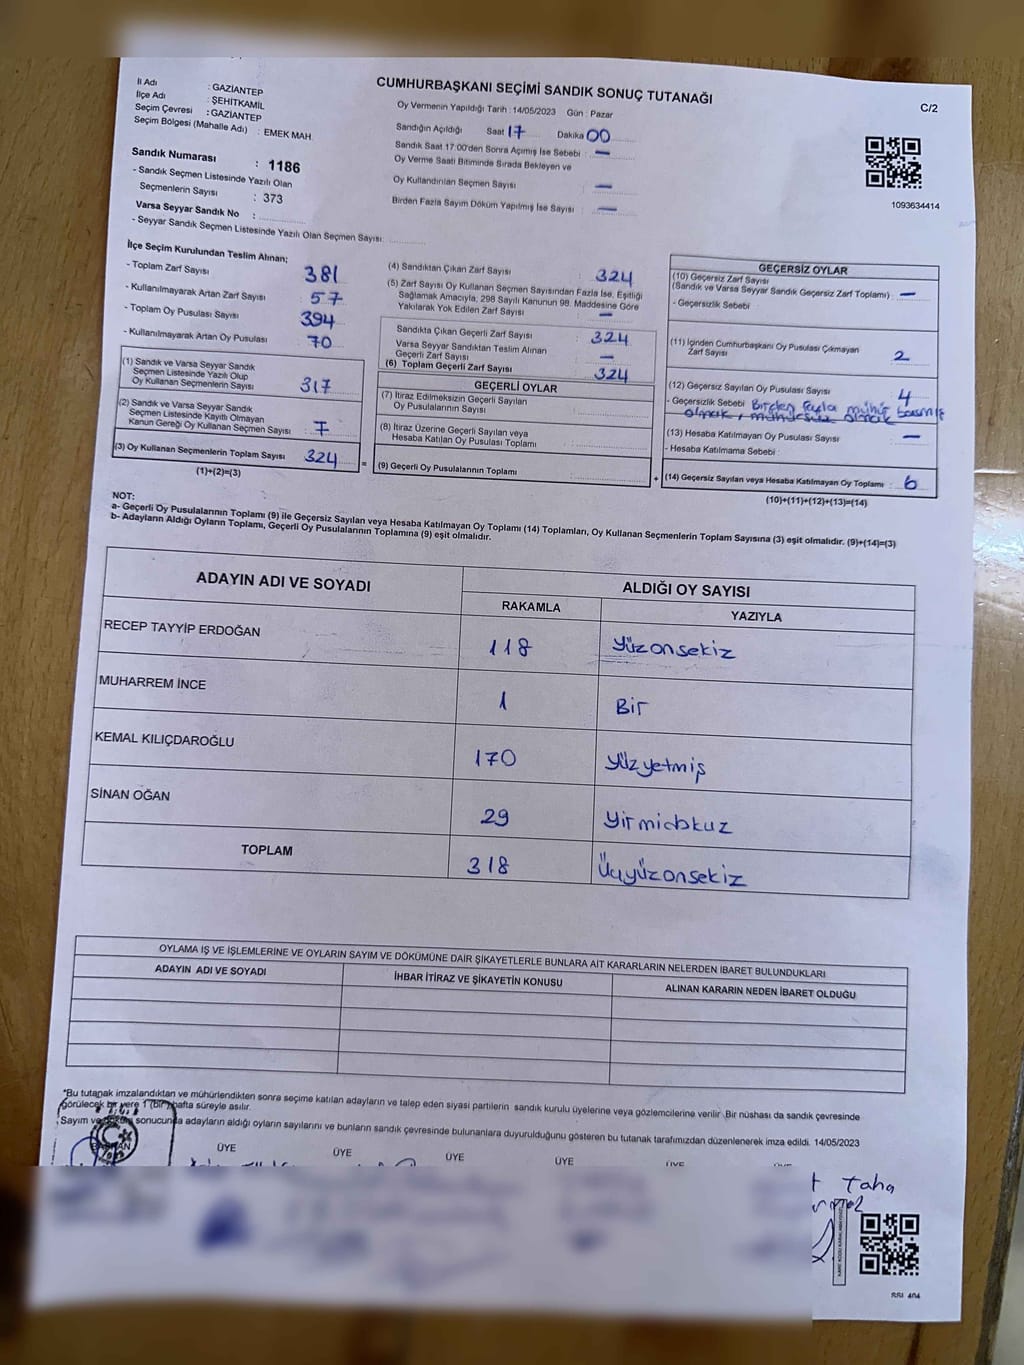 CUMHURBAŞKANI SEÇİMİ SANDIK SONUÇ TUTANAĞI
C/2
İl Adı : GAZİANTEP
İlçe Adı : ŞEHİTKAMİL
Seçim Çevresi : GAZİANTEP
Seçim Bölgesi (Mahalle Adı) : EMEK MAH.
Oy Vermenin Yapıldığı Tarih : 14/05/2023 Gün : Pazar
Sandığın Açıldığı Saat 17 Dakika 00
Sandık Saat 17:00'den Sonra Açımış İse Sebebi : —
Oy Verme Saati Bitiminde Sırada Bekleyen ve
Oy Kullandırılan Seçmen Sayısı —
Birden Fazla Sayım Döküm Yapılmış İse Sayısı : —
1093634414
Sandık Numarası : 1186
- Sandık Seçmen Listesinde Yazılı Olan
Seçmenlerin Sayısı : 373
Varsa Seyyar Sandık No :
- Seyyar Sandık Seçmen Listesinde Yazılı Olan Seçmen Sayısı:
İlçe Seçim Kurulundan Teslim Alınan;
- Toplam Zarf Sayısı 381
- Kullanılmayarak Artan Zarf Sayısı 57
- Toplam Oy Pusulası Sayısı 394
- Kullanılmayarak Artan Oy Pusulası 70
(1) Sandık ve Varsa Seyyar Sandık
Seçmen Listesinde Yazılı Olup
Oy Kullanan Seçmenlerin Sayısı 317
(2) Sandık ve Varsa Seyyar Sandık
Seçmen Listesinde Kayıtlı Olmayan
Kanun Gereği Oy Kullanan Seçmen Sayısı : 7
(3) Oy Kullanan Seçmenlerin Toplam Sayısı 324
(1)+(2)=(3)
=
(4) Sandıktan Çıkan Zarf Sayısı : 324
(5) Zarf Sayısı Oy Kullanan Seçmen Sayısından Fazla İse, Eşitliği
Sağlamak Amacıyla, 298 Sayılı Kanunun 98. Maddesine Göre
Yakılarak Yok Edilen Zarf Sayısı : —
Sandıkta Çıkan Geçerli Zarf Sayısı : 324
Varsa Seyyar Sandıktan Teslim Alınan
Geçerli Zarf Sayısı : —
(6) Toplam Geçerli Zarf Sayısı : 324
GEÇERLİ OYLAR
(7) İtiraz Edilmeksizin Geçerli Sayılan
Oy Pusulalarının Sayısı :
(8) İtiraz Üzerine Geçerli Sayılan veya
Hesaba Katılan Oy Pusulası Toplamı :
(9) Geçerli Oy Pusulalarının Toplamı :
+
GEÇERSİZ OYLAR
(10) Geçersiz Zarf Sayısı
(Sandık ve Varsa Seyyar Sandık Geçersiz Zarf Toplamı) : —
- Geçersizlik Sebebi :
(11) İçinden Cumhurbaşkanı Oy Pusulası Çıkmayan
Zarf Sayısı 2
(12) Geçersiz Sayılan Oy Pusulası Sayısı 4
- Geçersizlik Sebebi : Birden fazla mühür basılmış
olmak, mühürsüz olmak
(13) Hesaba Katılmayan Oy Pusulası Sayısı : —
- Hesaba Katılmama Sebebi :
(14) Geçersiz Sayılan veya Hesaba Katılmayan Oy Toplamı : 6
(10)+(11)+(12)+(13)=(14)
NOT:
a- Geçerli Oy Pusulalarının Toplamı (9) ile Geçersiz Sayılan veya Hesaba Katılmayan Oy Toplamı (14) Toplamları, Oy Kullanan Seçmenlerin Toplam Sayısına (3) eşit olmalıdır. (9)+(14)=(3)
b- Adayların Aldığı Oyların Toplamı, Geçerli Oy Pusulalarının Toplamına (9) eşit olmalıdır.
ADAYIN ADI VE SOYADI ALDIĞI OY SAYISI
RAKAMLA YAZIYLA
RECEP TAYYİP ERDOĞAN 118 Yüzonsekiz
MUHARREM İNCE 1 Bir
KEMAL KILIÇDAROĞLU 170 Yüzyetmiş
SİNAN OĞAN 29 Yirmidokuz
TOPLAM 318 Üçyüzonsekiz
OYLAMA İŞ VE İŞLEMLERİNE VE OYLARIN SAYIM VE DÖKÜMÜNE DAİR ŞİKAYETLERLE BUNLARA AİT KARARLARIN NELERDEN İBARET BULUNDUKLARI
ADAYIN ADI VE SOYADI İHBAR İTİRAZ VE ŞİKAYETİN KONUSU ALINAN KARARIN NEDEN İBARET OLDUĞU
*Bu tutanak imzalandıktan ve mühürlendikten sonra seçime katılan adayların ve talep eden siyasi partilerin sandık kurulu üyelerine veya gözlemcilerine verilir. Bir nüshası da sandık çevresinde
görülecek bir yere 1 (bir) hafta süreyle asılır.
Sayım ve sonucunda adayların aldığı oyların sayılarını ve bunların sandık çevresinde bulunanlara duyurulduğunu gösteren bu tutanak tarafımızdan düzenlenerek imza edildi. 14/05/2023
BAŞKAN ÜYE ÜYE ÜYE ÜYE ÜYE
Taha